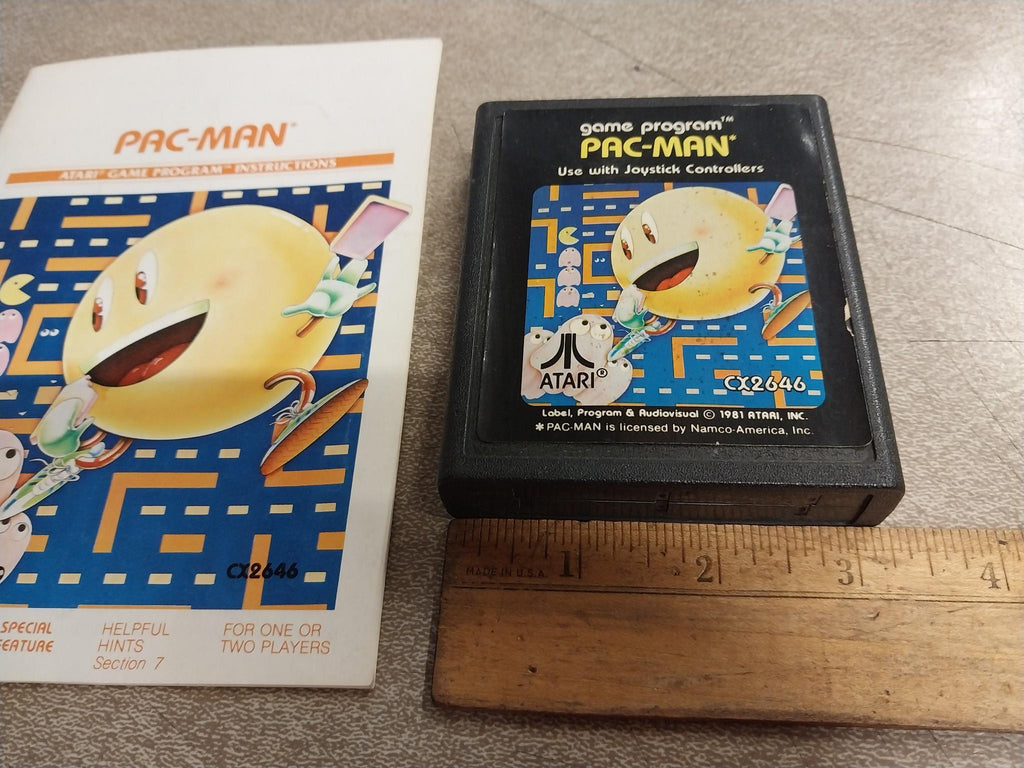 PAC-MAN*
ATARI® GAME PROGRAM™ INSTRUCTIONS
CX2646
SPECIAL
FEATURE
HELPFUL
HINTS
Section 7
FOR ONE OR
TWO PLAYERS
game program™
PAC-MAN*
Use with Joystick Controllers
ATARI®
CX2646
Label, Program & Audiovisual © 1981 ATARI, INC.
* PAC-MAN is licensed by Namco-America, Inc.
MADE IN U.S.A.
1 2 3 4